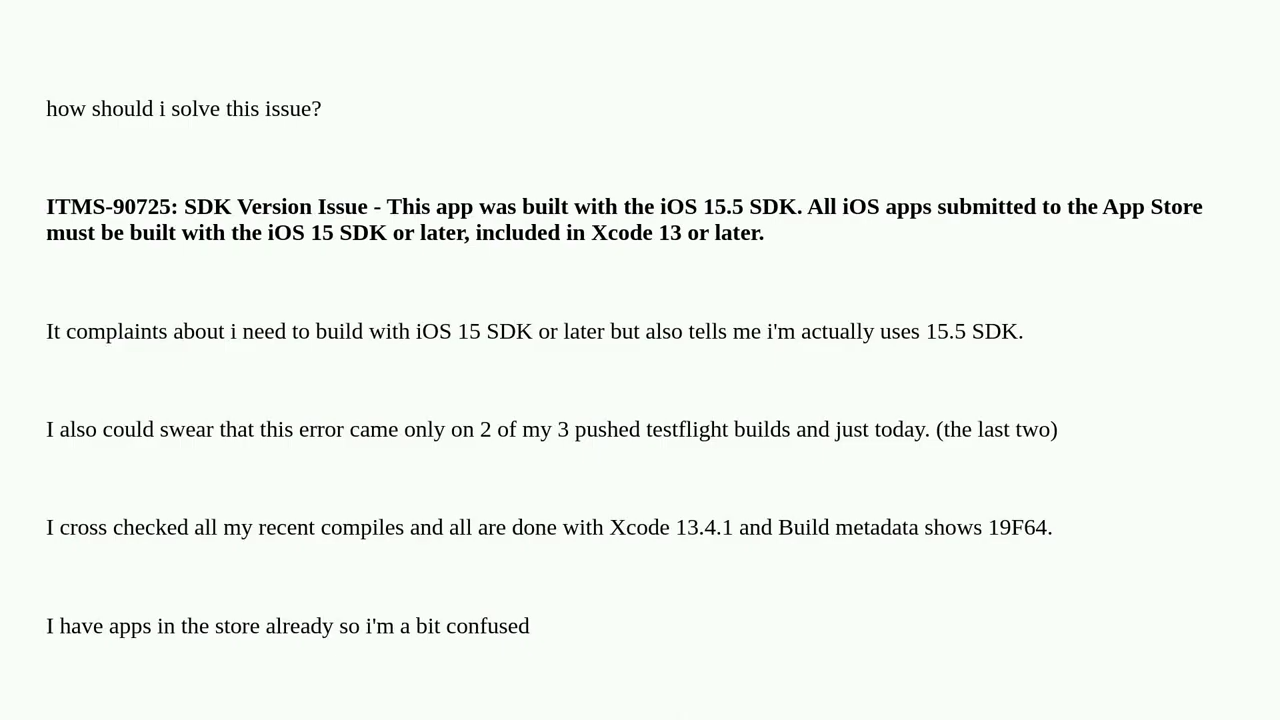 how should i solve this issue?
ITMS-90725: SDK Version Issue - This app was built with the iOS 15.5 SDK. All iOS apps submitted to the App Store
must be built with the iOS 15 SDK or later, included in Xcode 13 or later.
It complaints about i need to build with iOS 15 SDK or later but also tells me i'm actually uses 15.5 SDK.
I also could swear that this error came only on 2 of my 3 pushed testflight builds and just today. (the last two)
I cross checked all my recent compiles and all are done with Xcode 13.4.1 and Build metadata shows 19F64.
I have apps in the store already so i'm a bit confused